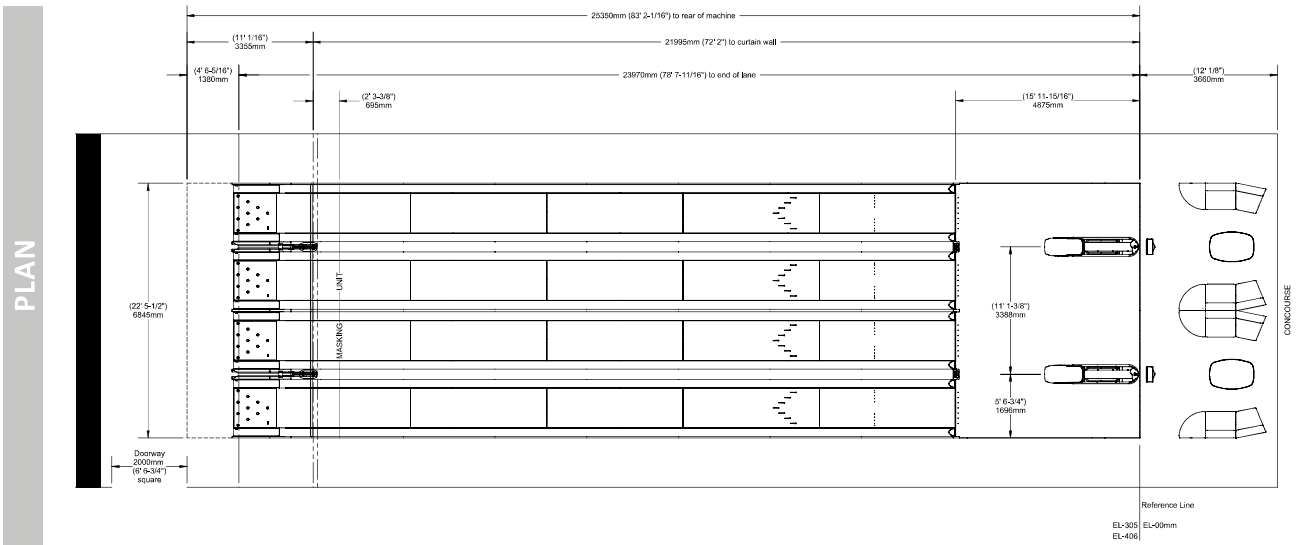 PLAN
25350mm (83' 2-1/16") to rear of machine
(11' 1/16")
3355mm
21995mm (72' 2") to curtain wall
(4' 6-5/16")
1380mm
23970mm (78' 7-11/16") to end of lane
(12' 1/8")
3660mm
(2' 3-3/8")
695mm
(15' 11-15/16")
4875mm
(22' 5-1/2")
6845mm
MASKING UNIT
(11' 1-3/8")
3388mm
5' 6-3/4")
1696mm
CONCOURSE
Doorway
2000mm
(6' 6-3/4")
square
Reference Line
EL-305 EL-00mm
EL-406